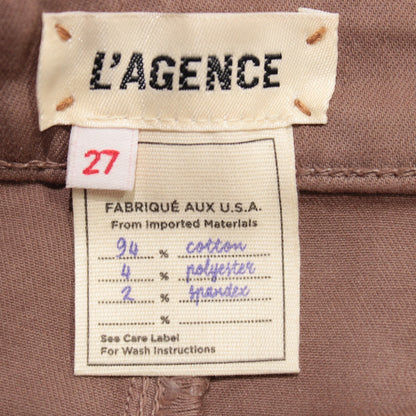 L'AGENCE
27
FABRIQUÉ AUX U.S.A.
From Imported Materials
94 % cotton
4 % polyester
2 % spandex
%
%
See Care Label
For Wash Instructions